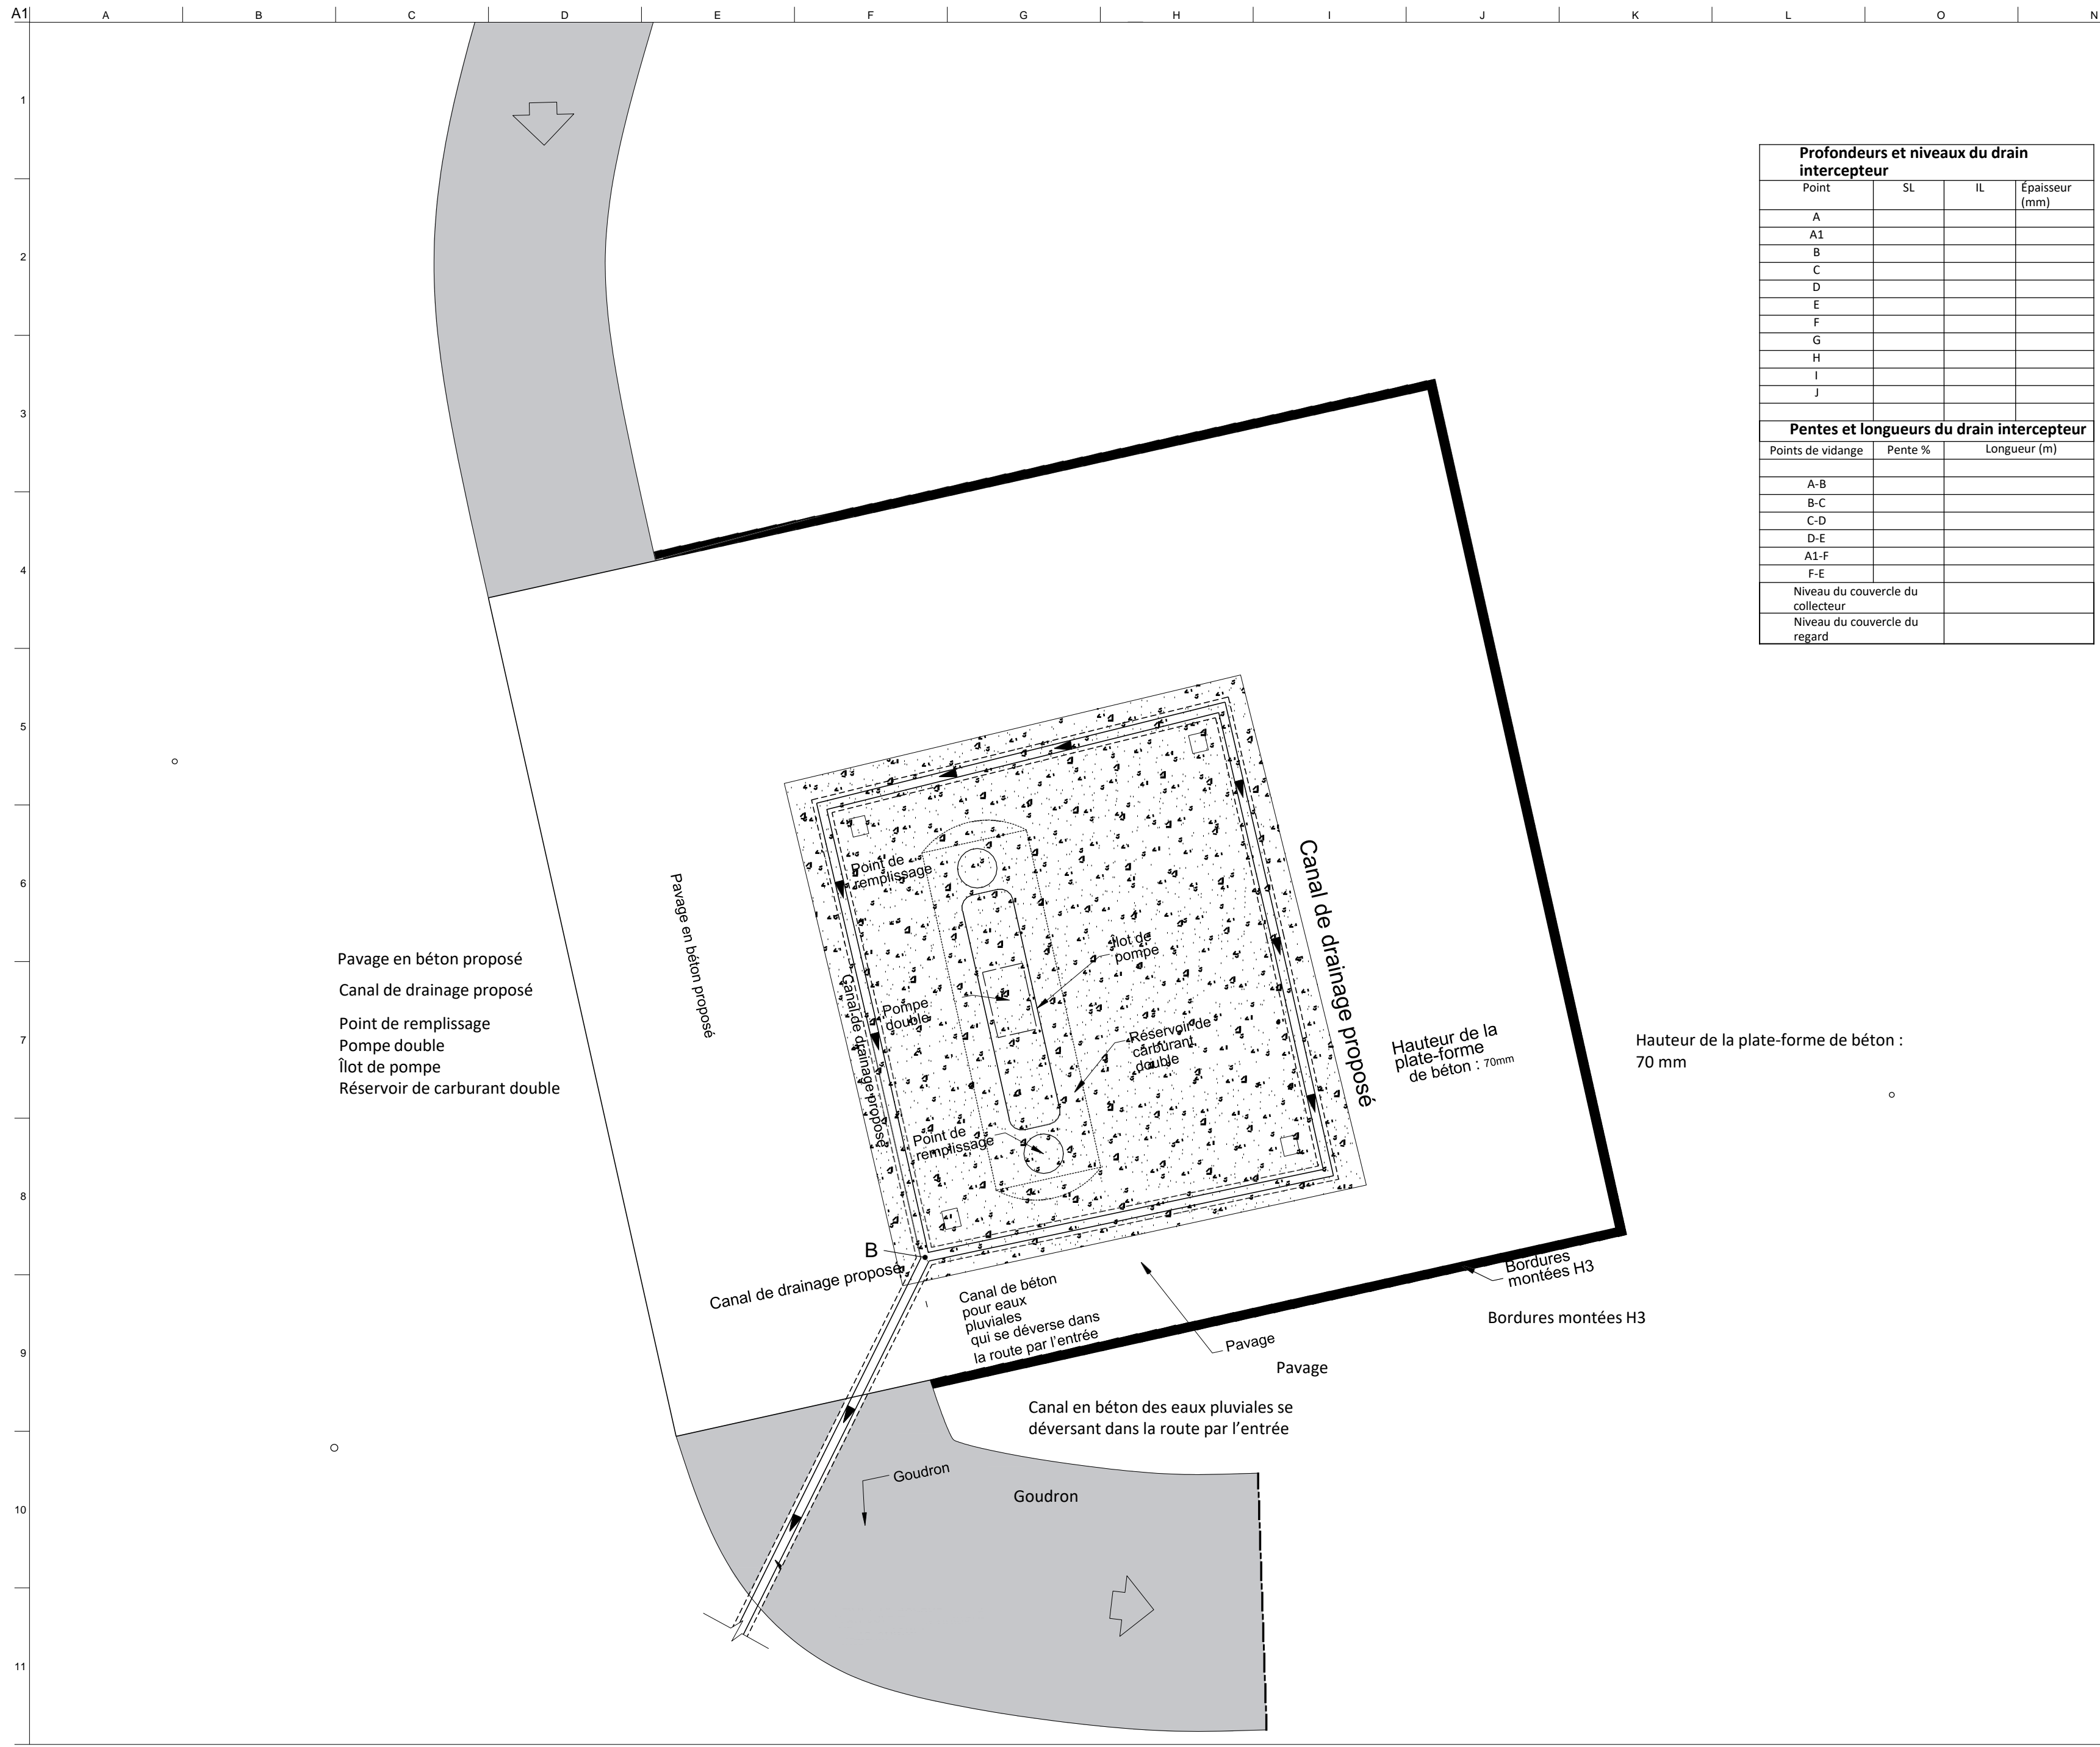 A1
A
B
C
D
E
F
G
H
I
J
K
L
O
N
1
2
3
4
5
6
7
8
9
10
11
Profondeurs et niveaux du drain
intercepteur
Point SL IL Épaisseur
(mm)
A
A1
B
C
D
E
F
G
H
I
J
Pentes et longueurs du drain intercepteur
Points de vidange Pente % Longueur (m)
A-B
B-C
C-D
D-E
A1-F
F-E
Niveau du couvercle du
collecteur
Niveau du couvercle du
regard
Pavage en béton proposé
Canal de drainage proposé
Point de remplissage
Pompe double
Îlot de pompe
Réservoir de carburant double
Pavage en béton proposé
Canal de drainage proposé
Point de
remplissage
Îlot de
pompe
Pompe
double
Réservoir de
carburant
double
Point de
remplissage
Canal de drainage proposé
Hauteur de la
plate-forme
de béton : 70mm
Hauteur de la plate-forme de béton :
70 mm
B
Canal de drainage proposé
Canal de béton
pour eaux
pluviales
qui se déverse dans
la route par l'entrée
Bordures
montées H3
Bordures montées H3
Pavage
Pavage
Canal en béton des eaux pluviales se
déversant dans la route par l’entrée
Goudron
Goudron